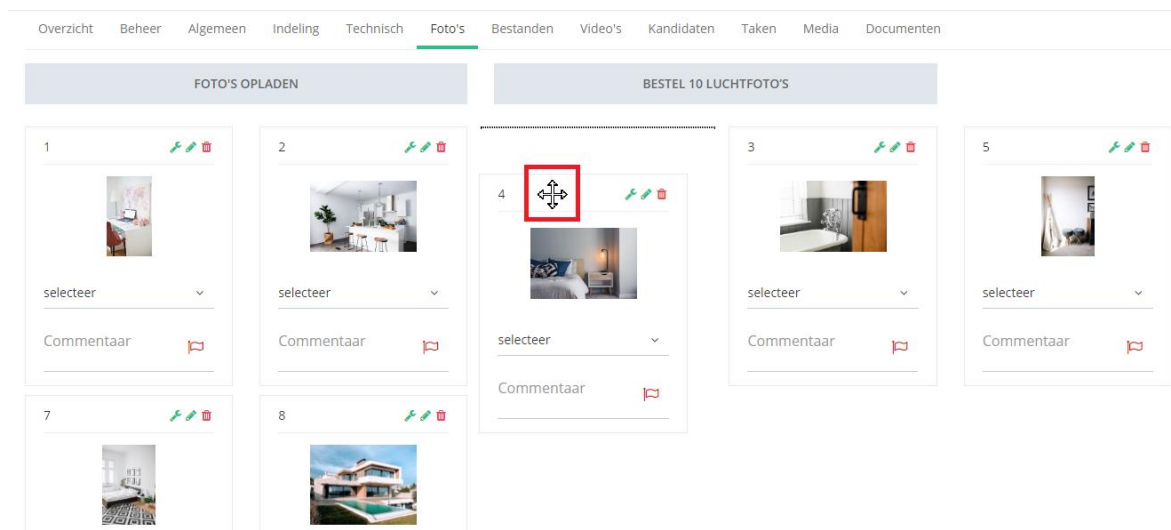 Overzicht Beheer Algemeen Indeling Technisch Foto's Bestanden Video's Kandidaten Taken Media Documenten
FOTO'S OPLADEN BESTEL 10 LUCHTFOTO'S
1 2 3 5
4
selecteer selecteer selecteer selecteer
selecteer
Commentaar Commentaar Commentaar Commentaar
Commentaar
7 8